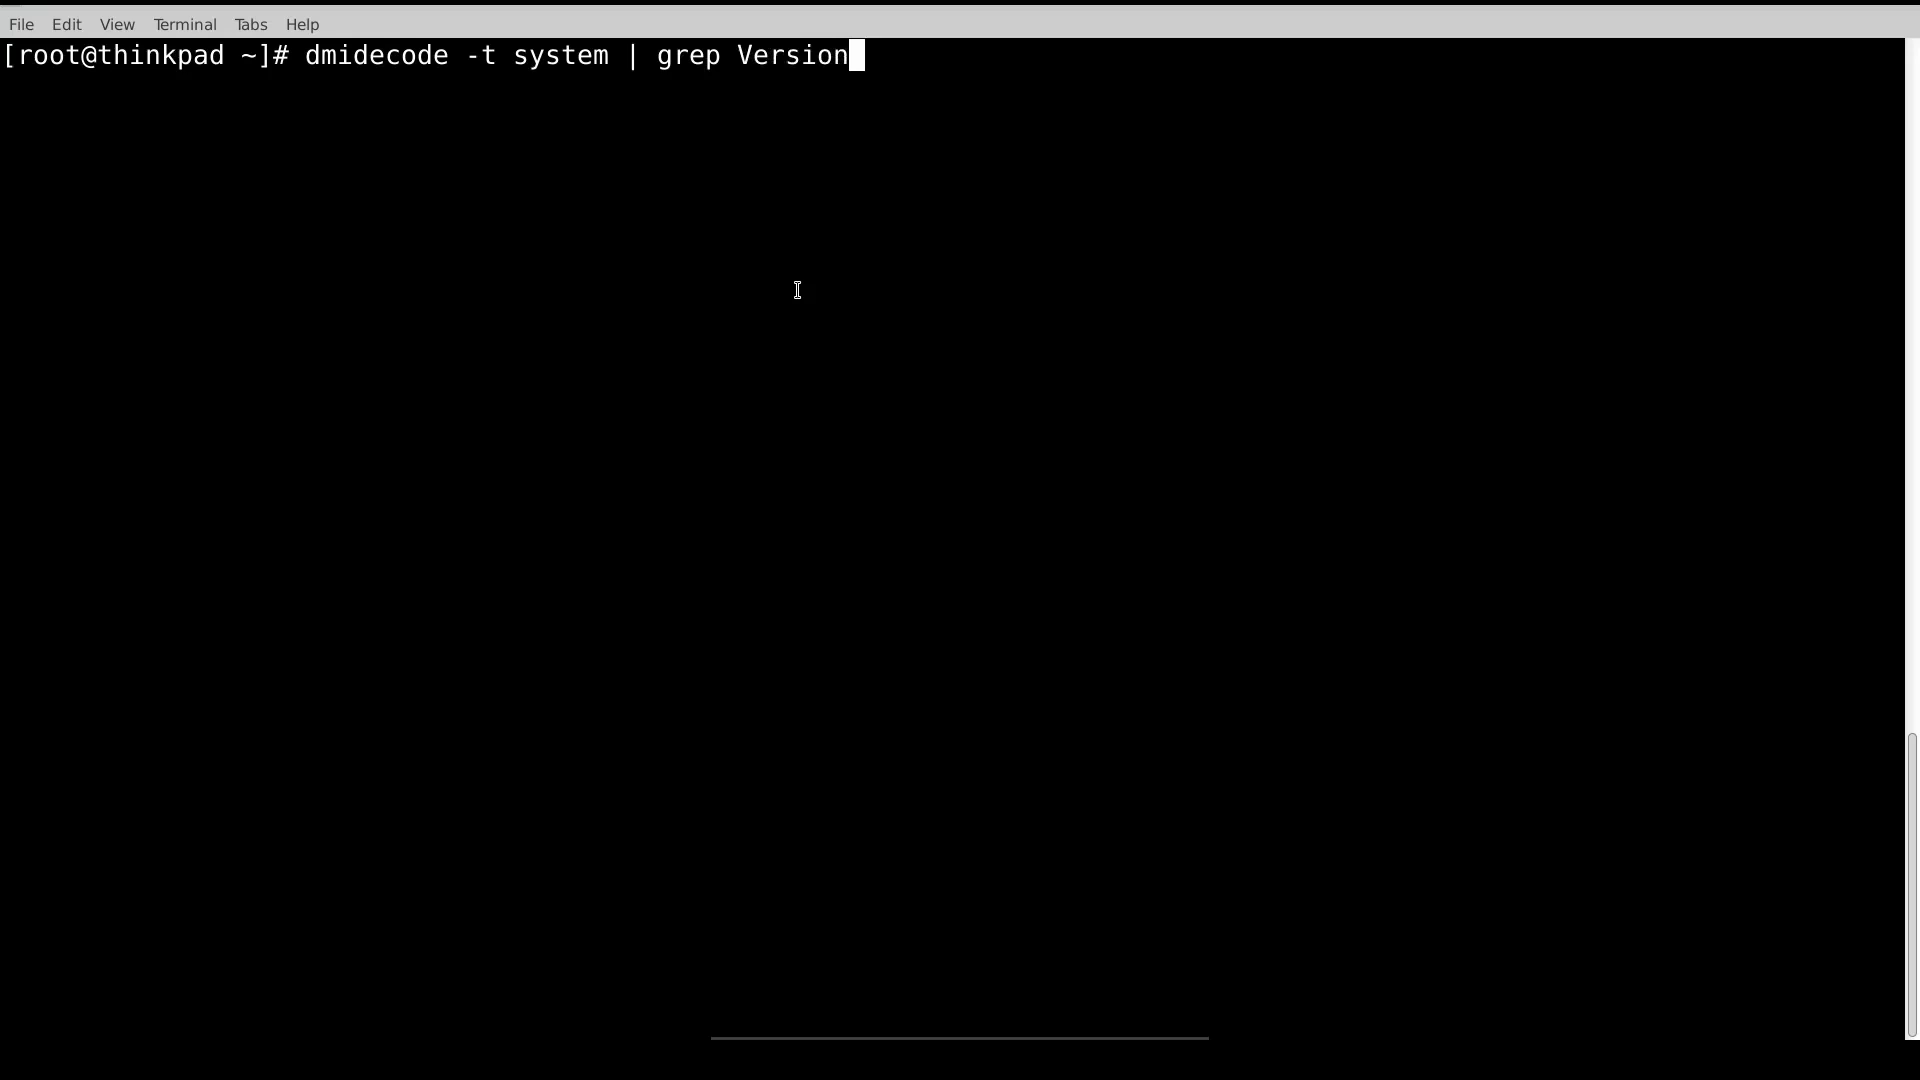 File Edit View Terminal Tabs Help
[root@thinkpad ~]# dmidecode -t system | grep Version